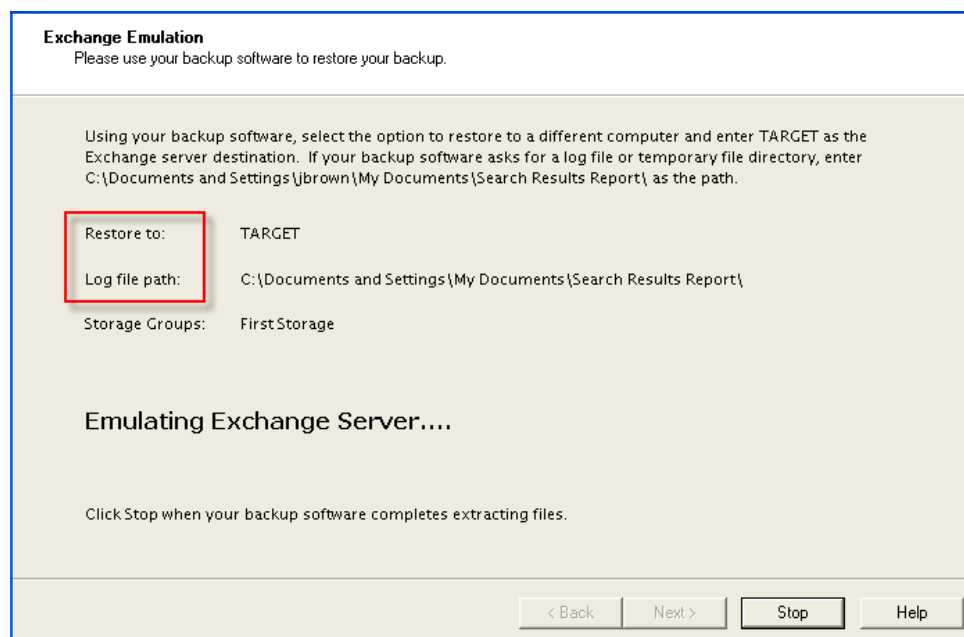 Exchange Emulation
Please use your backup software to restore your backup.
Using your backup software, select the option to restore to a different computer and enter TARGET as the
Exchange server destination. If your backup software asks for a log file or temporary file directory, enter
C:\Documents and Settings\jbrown\My Documents\Search Results Report\ as the path.
Restore to: TARGET
Log file path: C:\Documents and Settings\My Documents\Search Results Report\
Storage Groups: First Storage
Emulating Exchange Server....
Click Stop when your backup software completes extracting files.
< Back Next > Stop Help